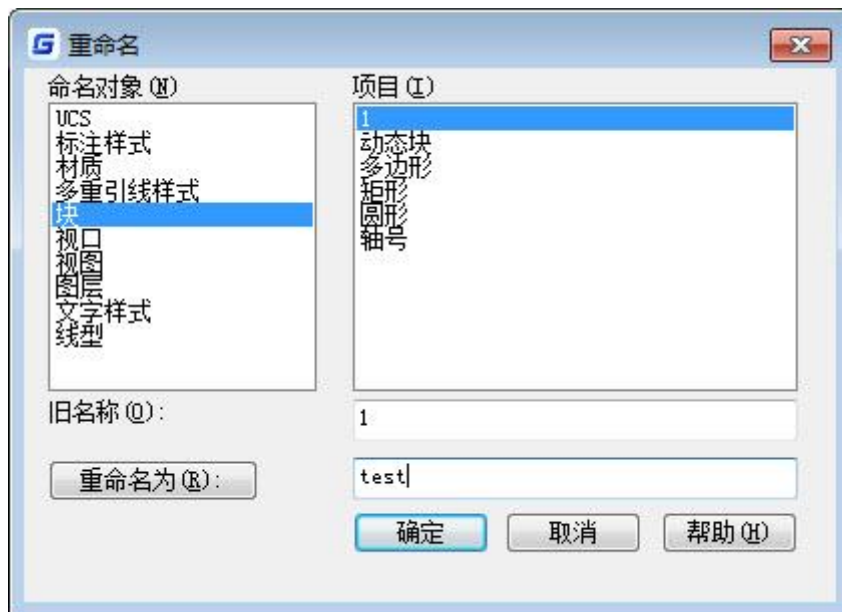 G 重命名
命名对象(N)
UCS
标注样式
材质
多重引线样式
块
视口
视图
图层
文字样式
线型
项目(I)
1
动态块
多边形
矩形
圆形
轴号
旧名称(O):
1
重命名为(R):
test
确定
取消
帮助(H)